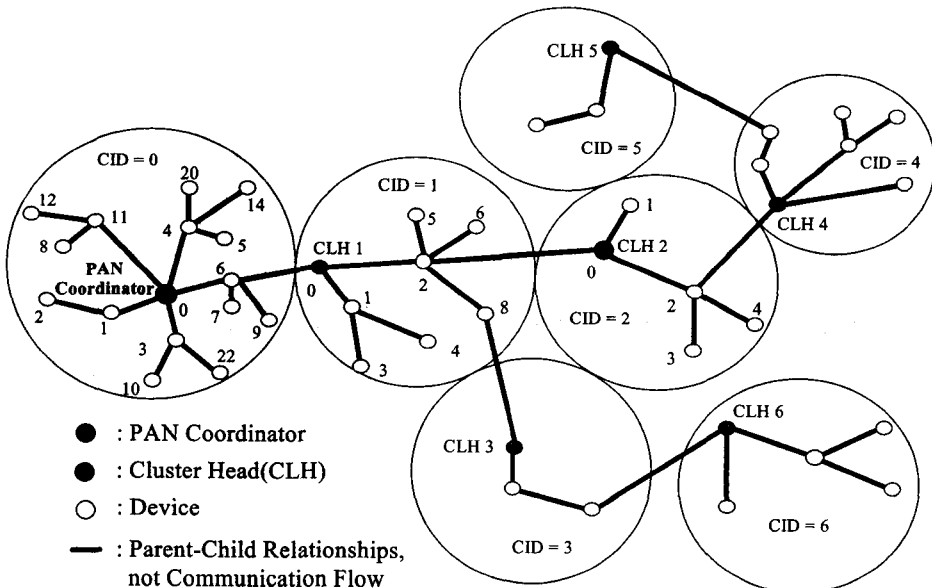 CLH 5
CID = 5
CID = 4
CLH 4
CID = 0
20
14
12
11
4
5
8
PAN
Coordinator
0
6
2
1
7
9
3
10
22
CID = 1
5
6
CLH 1
0
2
1
8
3
4
1
CLH 2
0
2
CID = 2
4
3
CLH 3
CID = 3
CLH 6
CID = 6
: PAN Coordinator
: Cluster Head(CLH)
: Device
: Parent-Child Relationships,
not Communication Flow